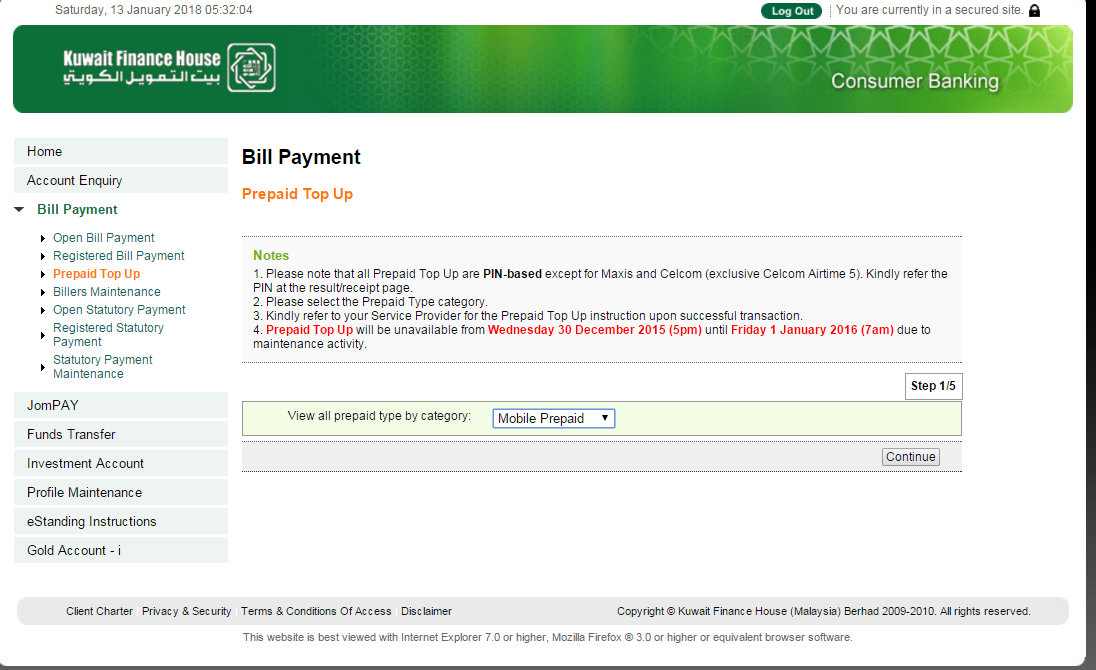 Saturday, 13 January 2018 05:32:04
Log Out
You are currently in a secured site.
Kuwait Finance House
بيت التمويل الكويتي
Consumer Banking
Home
Account Enquiry
Bill Payment
Open Bill Payment
Registered Bill Payment
Prepaid Top Up
Billers Maintenance
Open Statutory Payment
Registered Statutory
Payment
Statutory Payment
Maintenance
JomPAY
Funds Transfer
Investment Account
Profile Maintenance
eStanding Instructions
Gold Account - i
Bill Payment
Prepaid Top Up
Notes
1. Please note that all Prepaid Top Up are PIN-based except for Maxis and Celcom (exclusive Celcom Airtime 5). Kindly refer the
PIN at the result/receipt page.
2. Please select the Prepaid Type category.
3. Kindly refer to your Service Provider for the Prepaid Top Up instruction upon successful transaction.
4. Prepaid Top Up will be unavailable from Wednesday 30 December 2015 (5pm) until Friday 1 January 2016 (7am) due to
maintenance activity.
Step 1/5
View all prepaid type by category:
Mobile Prepaid
Continue
Client Charter Privacy & Security Terms & Conditions Of Access Disclaimer
Copyright © Kuwait Finance House (Malaysia) Berhad 2009-2010. All rights reserved.
This website is best viewed with Internet Explorer 7.0 or higher, Mozilla Firefox ® 3.0 or higher or equivalent browser software.